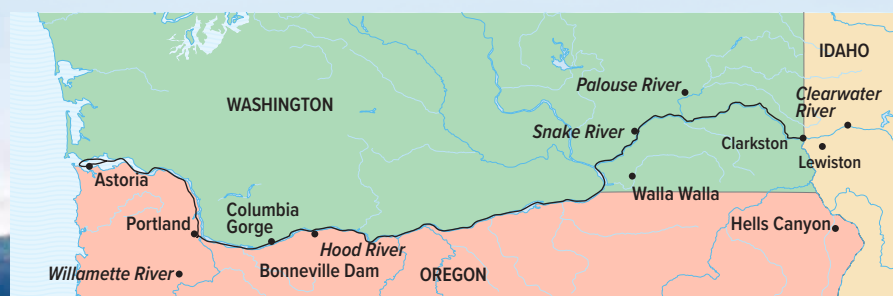 IDAHO
Palouse River
Clearwater
River
WASHINGTON
Snake River
Clarkston
Lewiston
Astoria
Walla Walla
Columbia
Gorge
Portland
Hells Canyon
Hood River
Willamette River
Bonneville Dam
OREGON